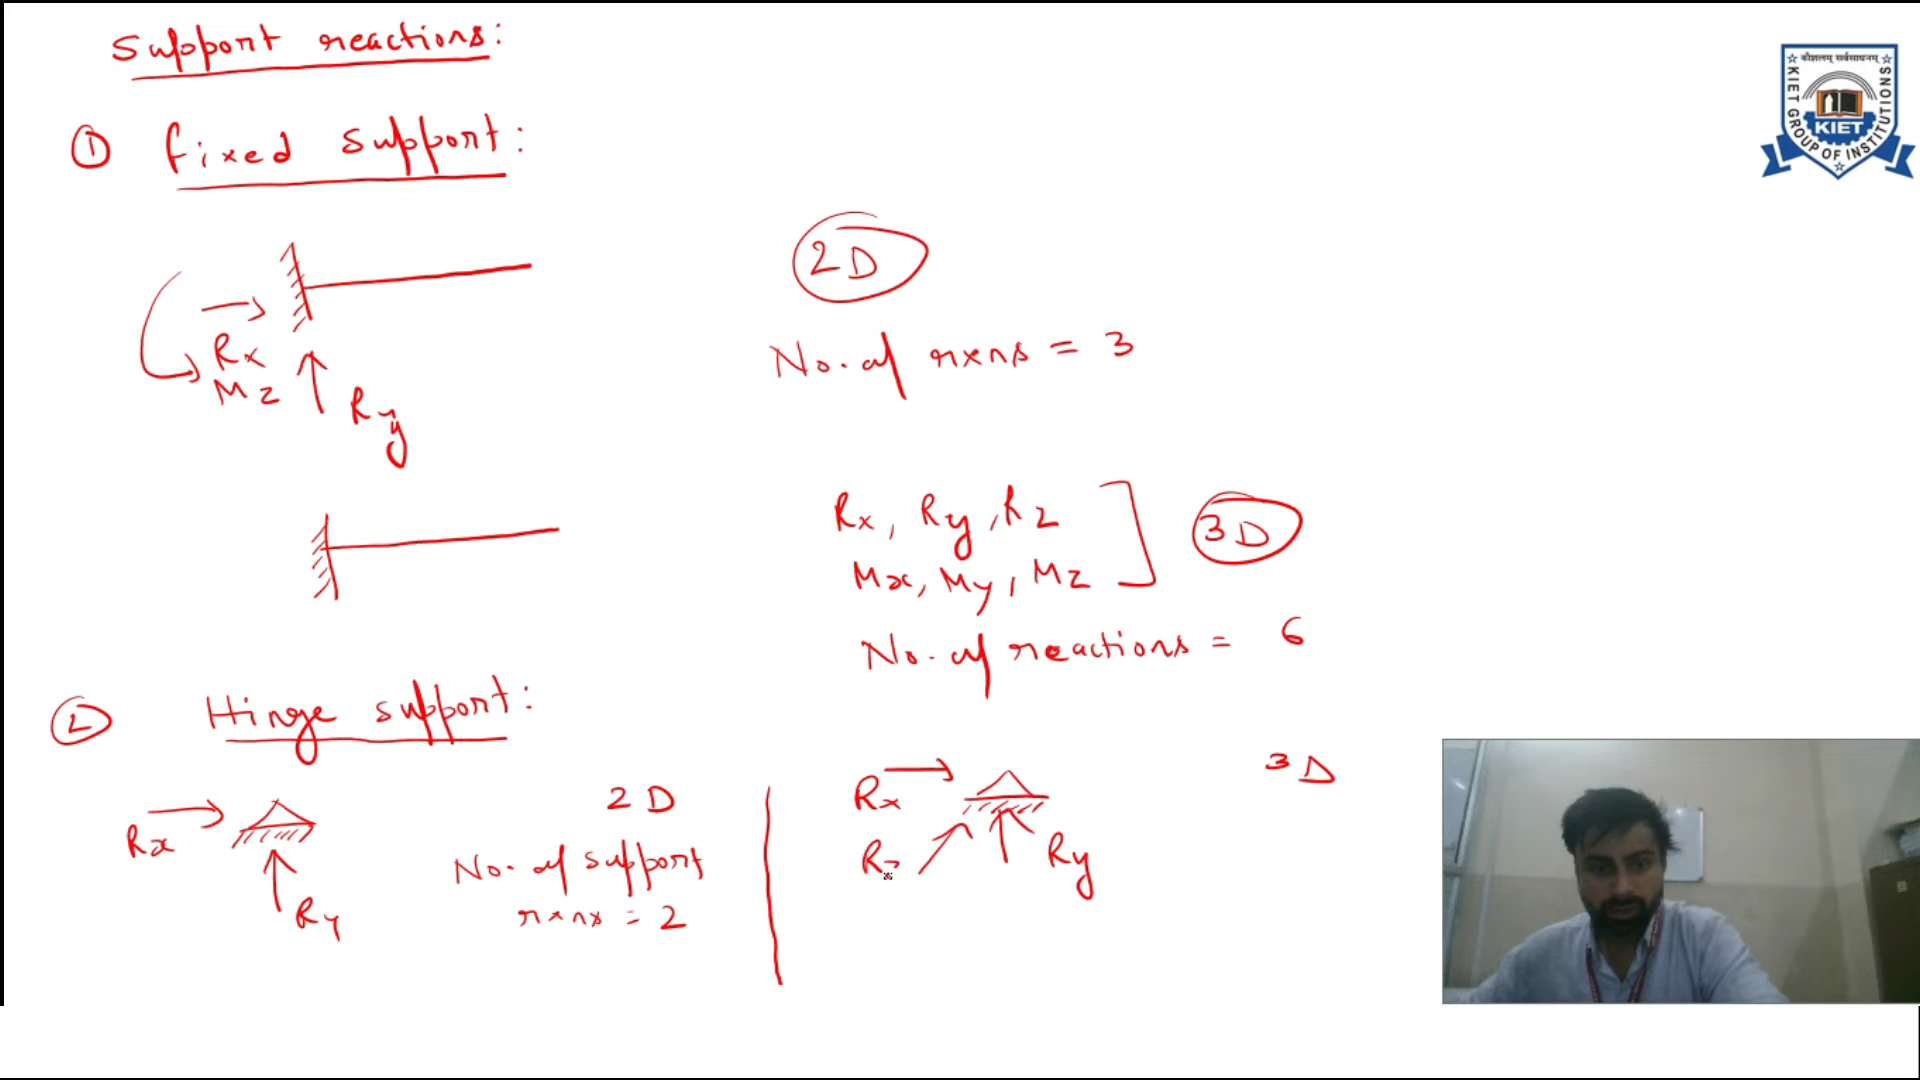 Support reactions:
① fixed support:
2D
Rx
Mz
Ry
No. of rxns = 3
Rx, Ry, Rz
Mx, My, Mz
3D
No. of reactions = 6
② Hinge support:
Rx
Ry
2D
No. of support
rxns = 2
Rx
Rz
Ry
3D
कौशलम् सर्वसाधनम्
KIET GROUP OF INSTITUTIONS
KIET